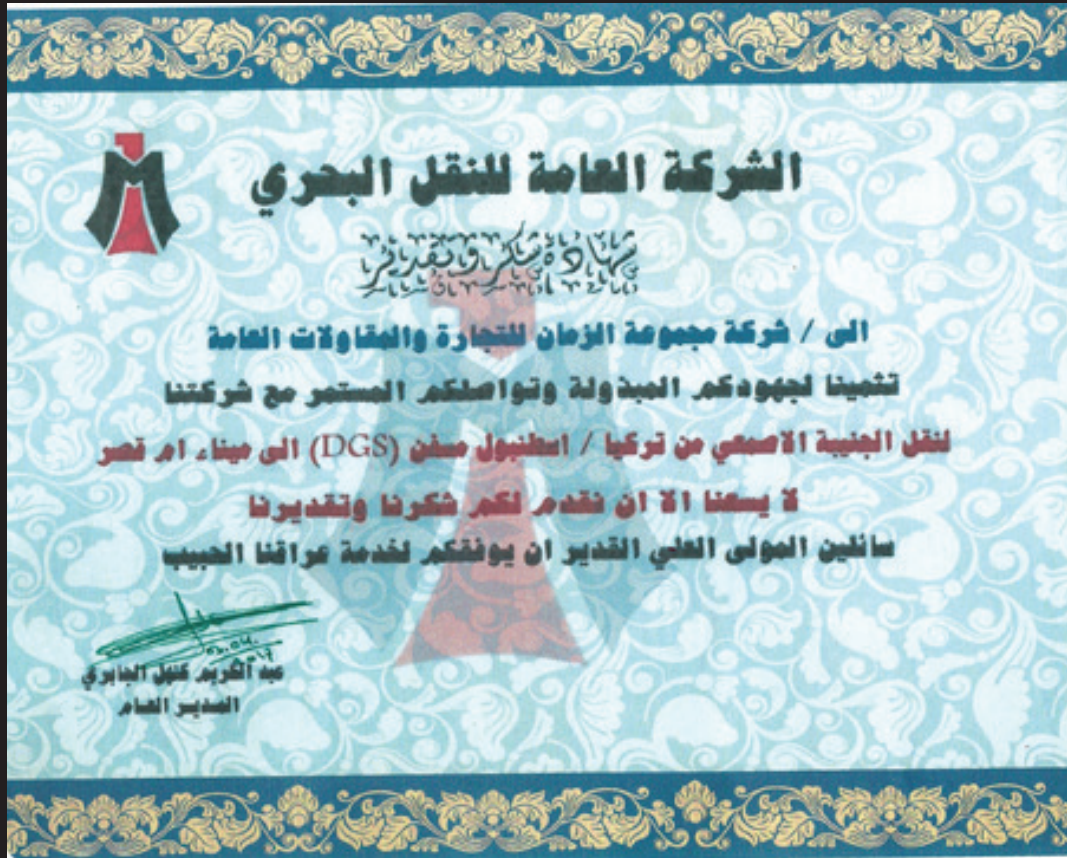 الشركة العامة للنقل البحري
شهادة شكر وتقدير
الى / شركة مجموعة الزمان للتجارة والمقاولات العامة
تثمينا لجهودكم المبذولة وتواصلكم المستمر مع شركتنا
لنقل الجنيبة الاصمعي من تركيا / اسطنبول مسفن (DGS) الى ميناء ام قصر
لا يسعنا الا ان نقدم لكم شكرنا وتقديرنا
سائلين المولى العلي القدير ان يوفقكم لخدمة عراقنا الحبيب
عبد الكريم كنهل الجابري
المدير العام